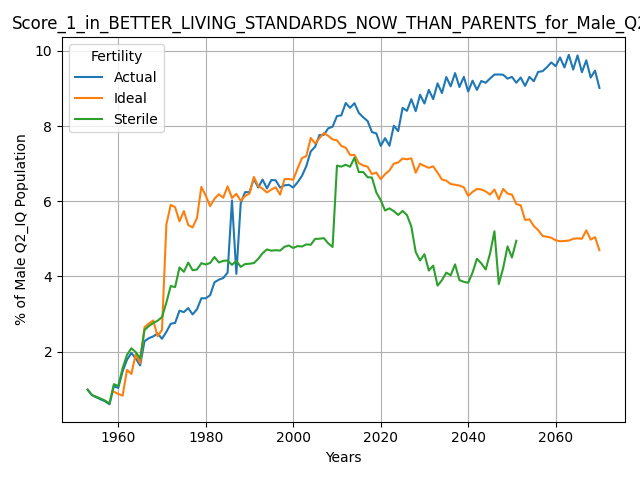 Score_1_in_BETTER_LIVING_STANDARDS_NOW_THAN_PARENTS_for_Male_Q2
Fertility
Actual
Ideal
Sterile
% of Male Q2_IQ Population
10
8
6
4
2
1960 1980 2000 2020 2040 2060
Years